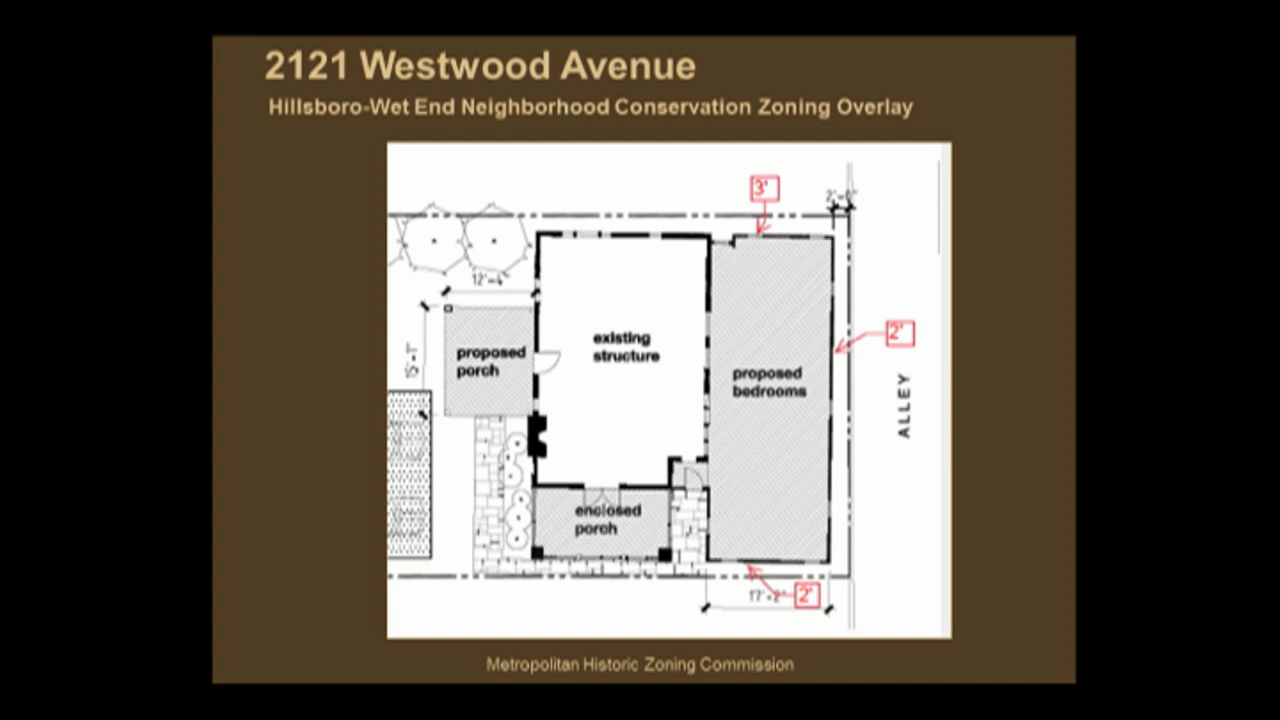 2121 Westwood Avenue
Hillsboro-Wet End Neighborhood Conservation Zoning Overlay
3'
12'-4"
2'
proposed
porch
existing
structure
proposed
bedrooms
ALLEY
enclosed
porch
17'-2"
2'
Metropolitan Historic Zoning Commission